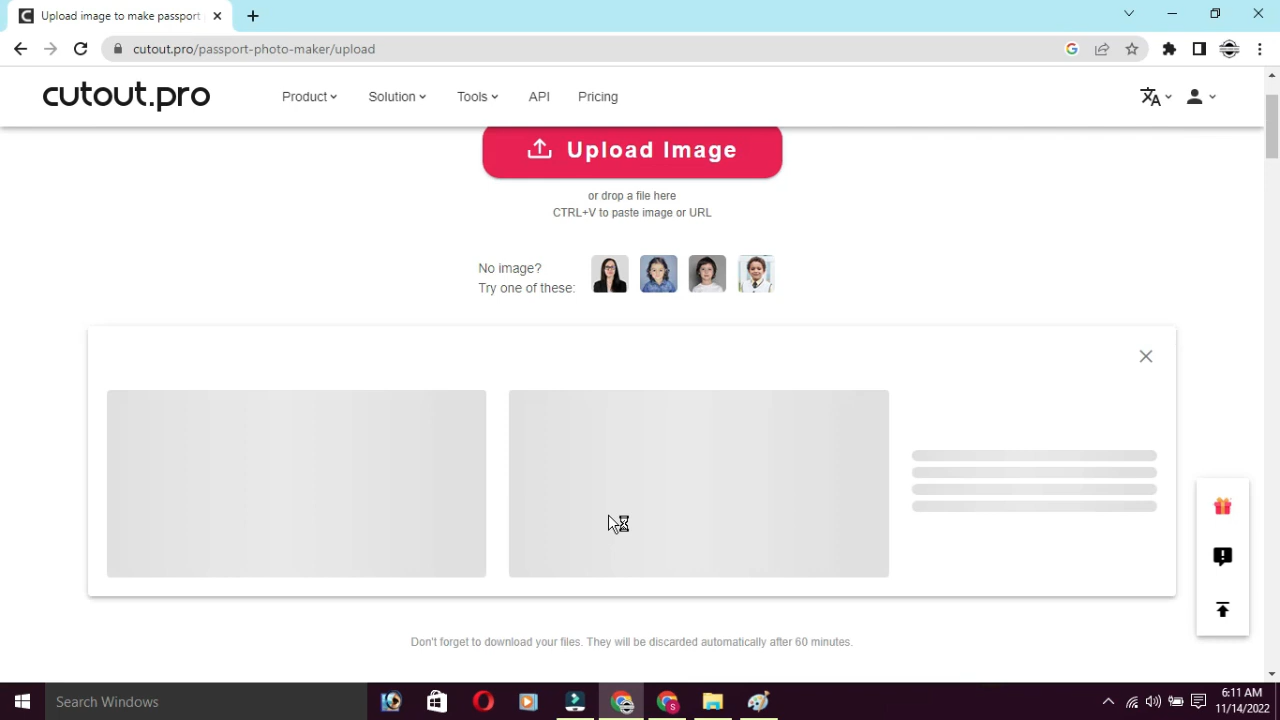 Upload image to make passport
cutout.pro/passport-photo-maker/upload
cutout.pro
Product
Solution
Tools
API
Pricing
Upload Image
or drop a file here
CTRL+V to paste image or URL
No image?
Try one of these:
Don't forget to download your files. They will be discarded automatically after 60 minutes.
Search Windows
6:11 AM
11/14/2022